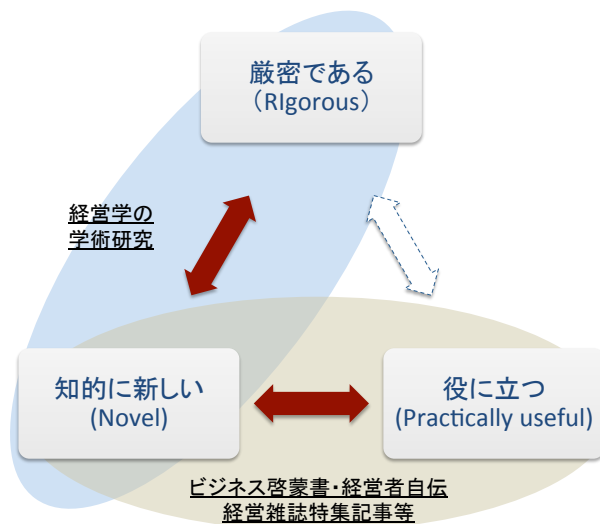 厳密である
（RIgorous）
経営学の
学術研究
知的に新しい
(Novel)
役に立つ
(Practically useful)
ビジネス啓蒙書・経営者自伝
経営雑誌特集記事等